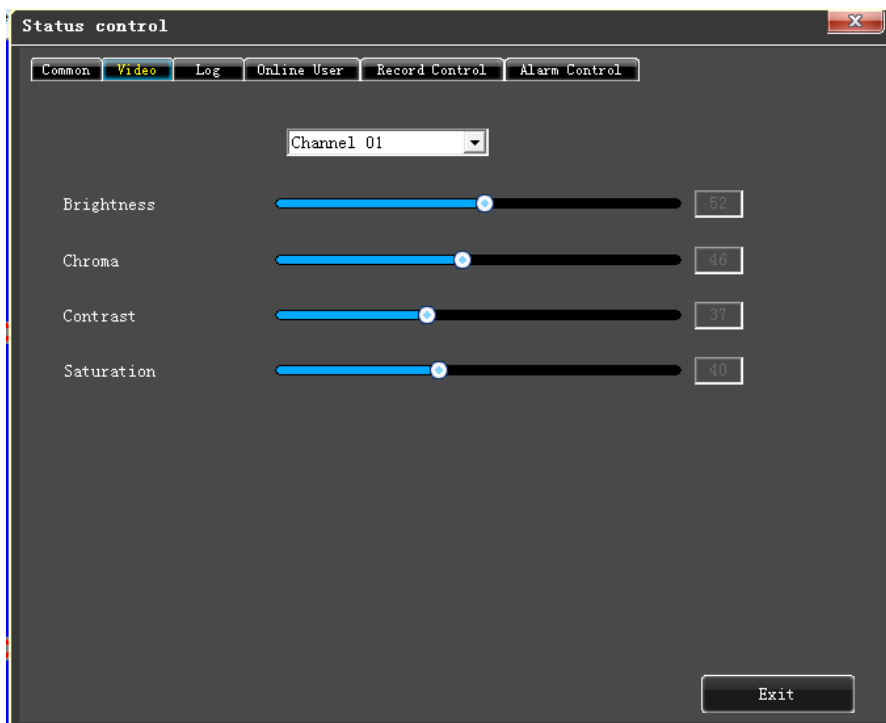 Status control
Common Video Log Online User Record Control Alarm Control
Channel 01
Brightness 52
Chroma 46
Contrast 37
Saturation 40
Exit